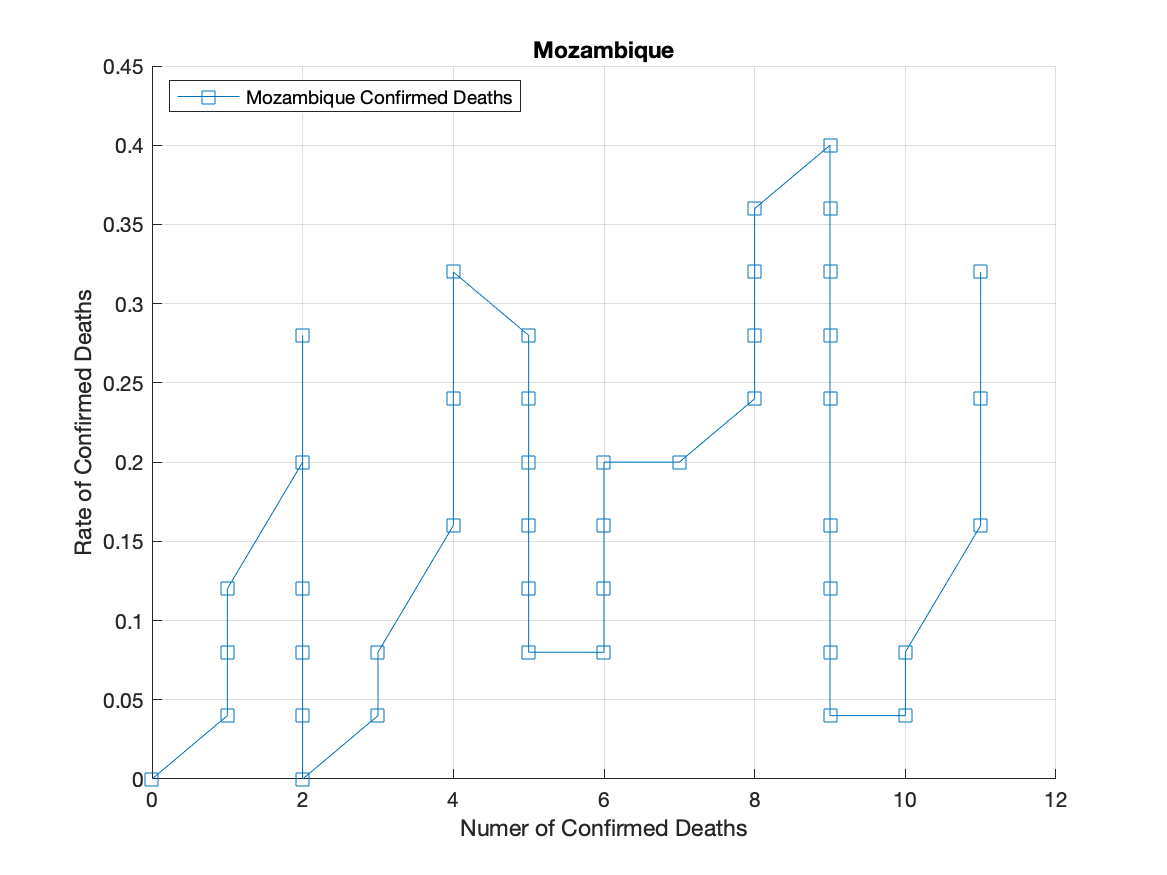 Mozambique
Mozambique Confirmed Deaths
Rate of Confirmed Deaths
0.45
0.4
0.35
0.3
0.25
0.2
0.15
0.1
0.05
0
0 2 4 6 8 10 12
Numer of Confirmed Deaths